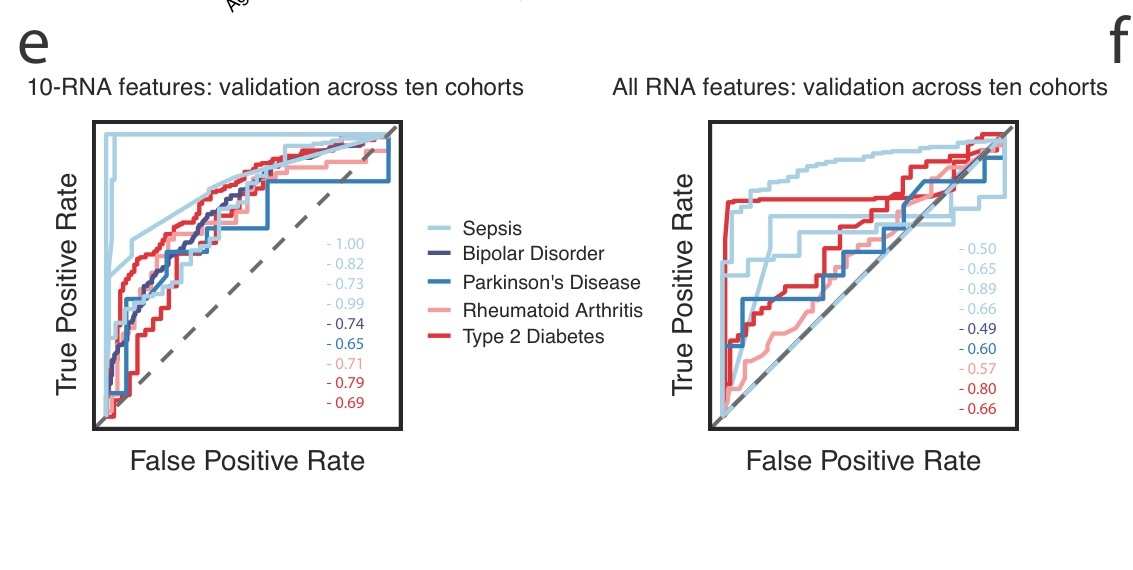 Ag
e
f
10-RNA features: validation across ten cohorts
True Positive Rate
- 1.00
- 0.82
- 0.73
- 0.99
- 0.74
- 0.65
- 0.71
- 0.79
- 0.69
False Positive Rate
Sepsis
Bipolar Disorder
Parkinson's Disease
Rheumatoid Arthritis
Type 2 Diabetes
All RNA features: validation across ten cohorts
True Positive Rate
- 0.50
- 0.65
- 0.89
- 0.66
- 0.49
- 0.60
- 0.57
- 0.80
- 0.66
False Positive Rate